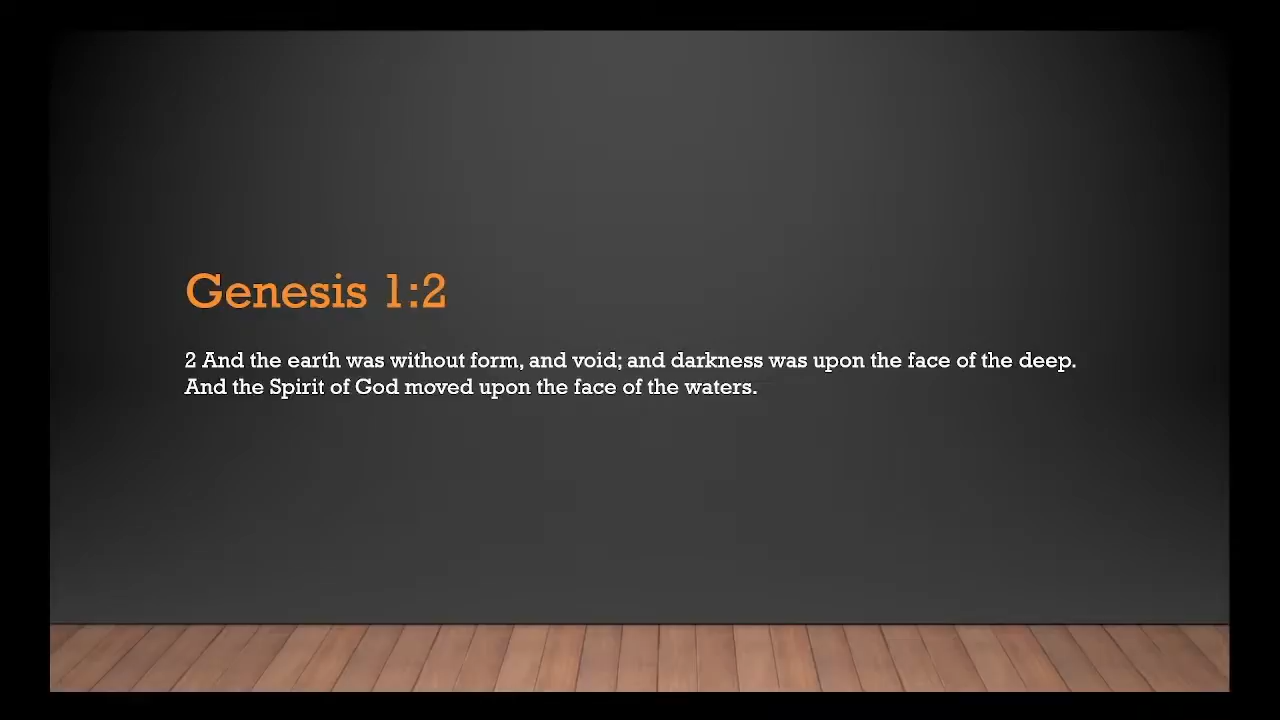 Genesis 1:2
2 And the earth was without form, and void; and darkness was upon the face of the deep.
And the Spirit of God moved upon the face of the waters.